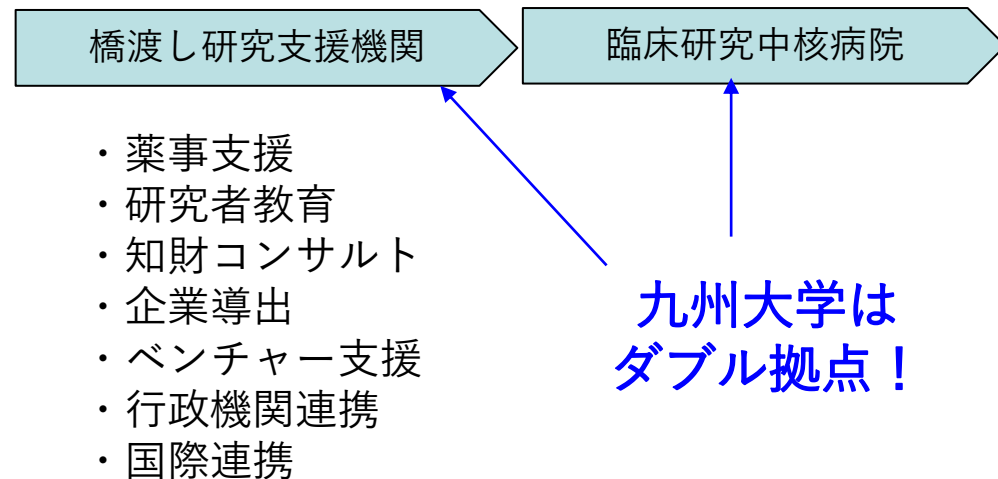 橋渡し研究支援機関
臨床研究中核病院
・薬事支援
・研究者教育
・知財コンサルト
・企業導出
・ベンチャー支援
・行政機関連携
・国際連携
九州大学は
ダブル拠点！